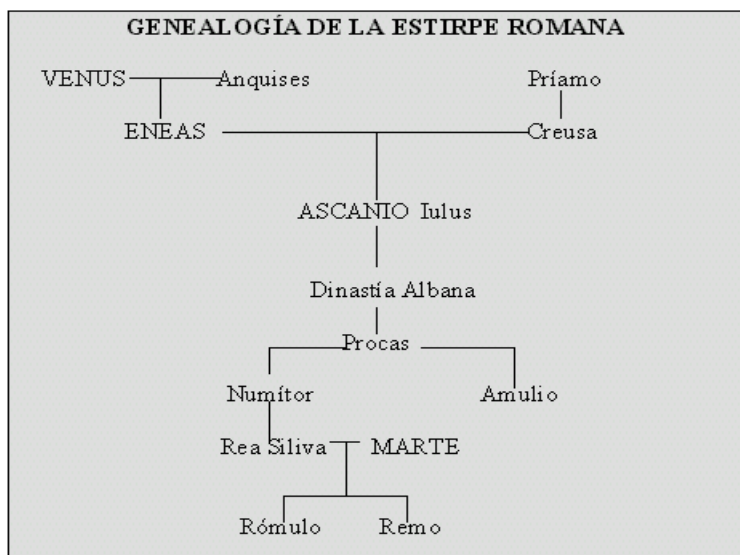 GENEALOGÍA DE LA ESTIRPE ROMANA
VENUS Anquises Príamo
ENEAS Creusa
ASCANIO Iulus
Dinastía Albana
Procas
Numítor Amulio
Rea Siliva MARTE
Rómulo Remo